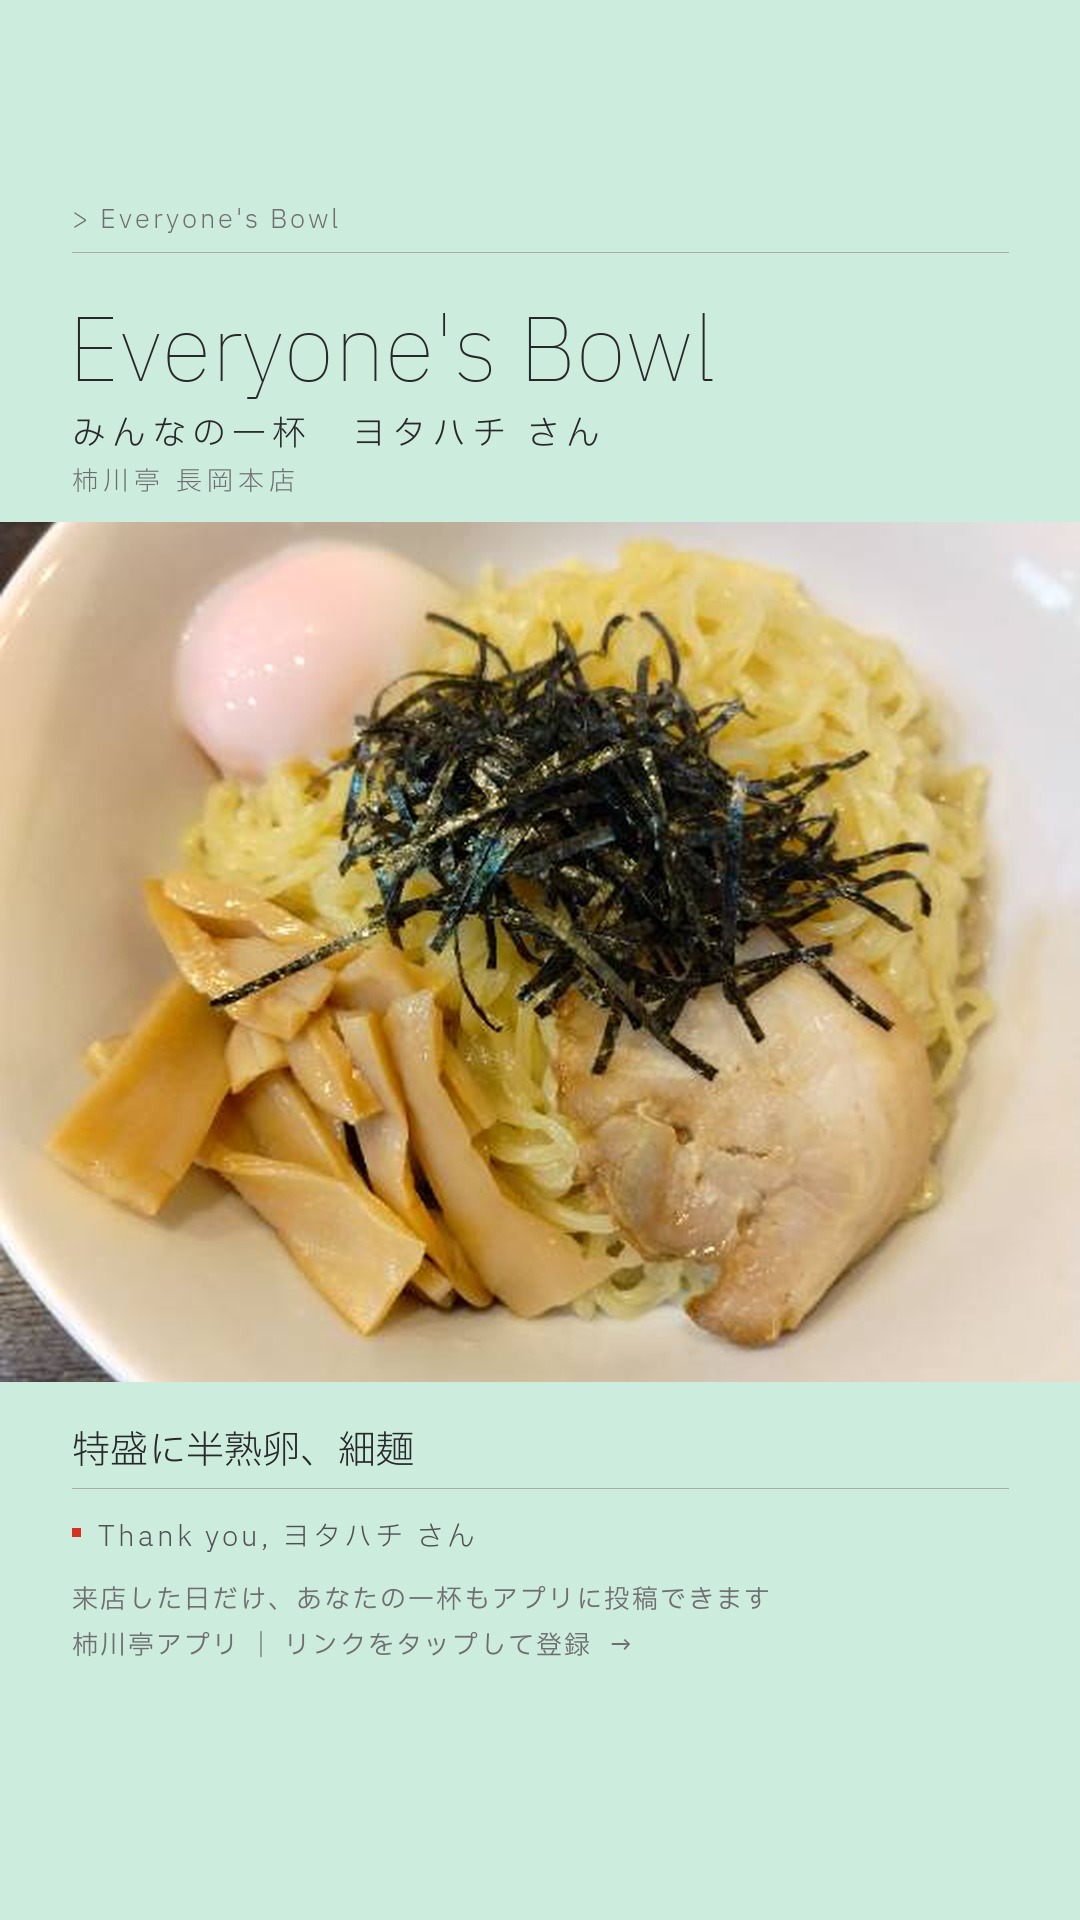 > Everyone's Bowl
Everyone's Bowl
みんなの一杯　ヨタハチ さん
柿川亭 長岡本店
特盛に半熟卵、細麺
Thank you, ヨタハチ さん
来店した日だけ、あなたの一杯もアプリに投稿できます
柿川亭アプリ ｜ リンクをタップして登録 →